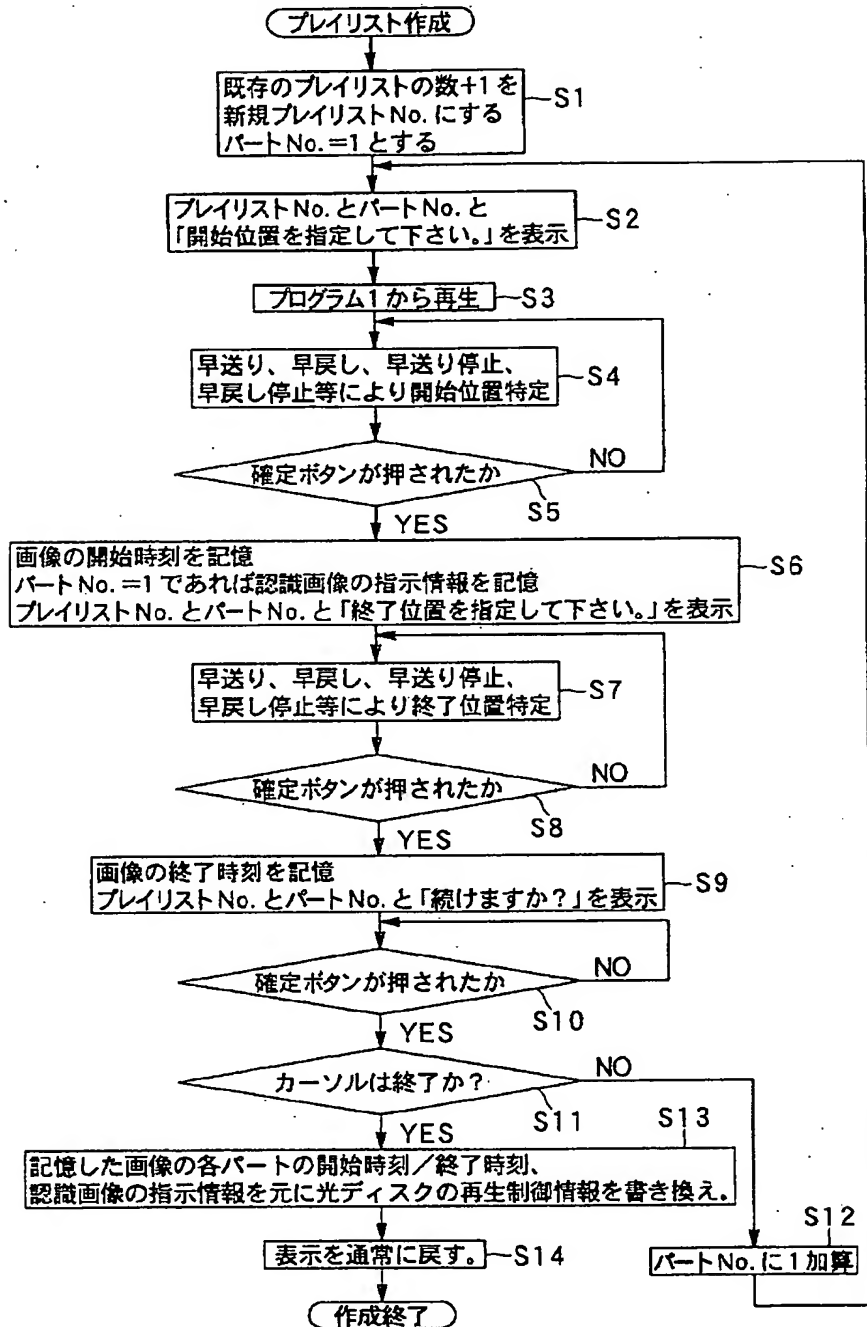 プレイリスト作成
既存のプレイリストの数+1を
新規プレイリストNo.にする
パートNo.=1とする
S1
プレイリストNo.とパートNo.と
「開始位置を指定して下さい。」を表示
S2
プログラム1から再生
S3
早送り、早戻し、早送り停止、
早戻し停止等により開始位置特定
S4
確定ボタンが押されたか
NO
S5
YES
画像の開始時刻を記憶
パートNo.=1であれば認識画像の指示情報を記憶
プレイリストNo.とパートNo.と「終了位置を指定して下さい。」を表示
S6
早送り、早戻し、早送り停止、
早戻し停止等により終了位置特定
S7
確定ボタンが押されたか
NO
S8
YES
画像の終了時刻を記憶
プレイリストNo.とパートNo.と「続けますか?」を表示
S9
確定ボタンが押されたか
NO
S10
YES
カーソルは終了か?
NO
S11
YES
S13
記憶した画像の各パートの開始時刻/終了時刻、
認識画像の指示情報を元に光ディスクの再生制御情報を書き換え。
S12
パートNo.に1加算
表示を通常に戻す。
S14
作成終了